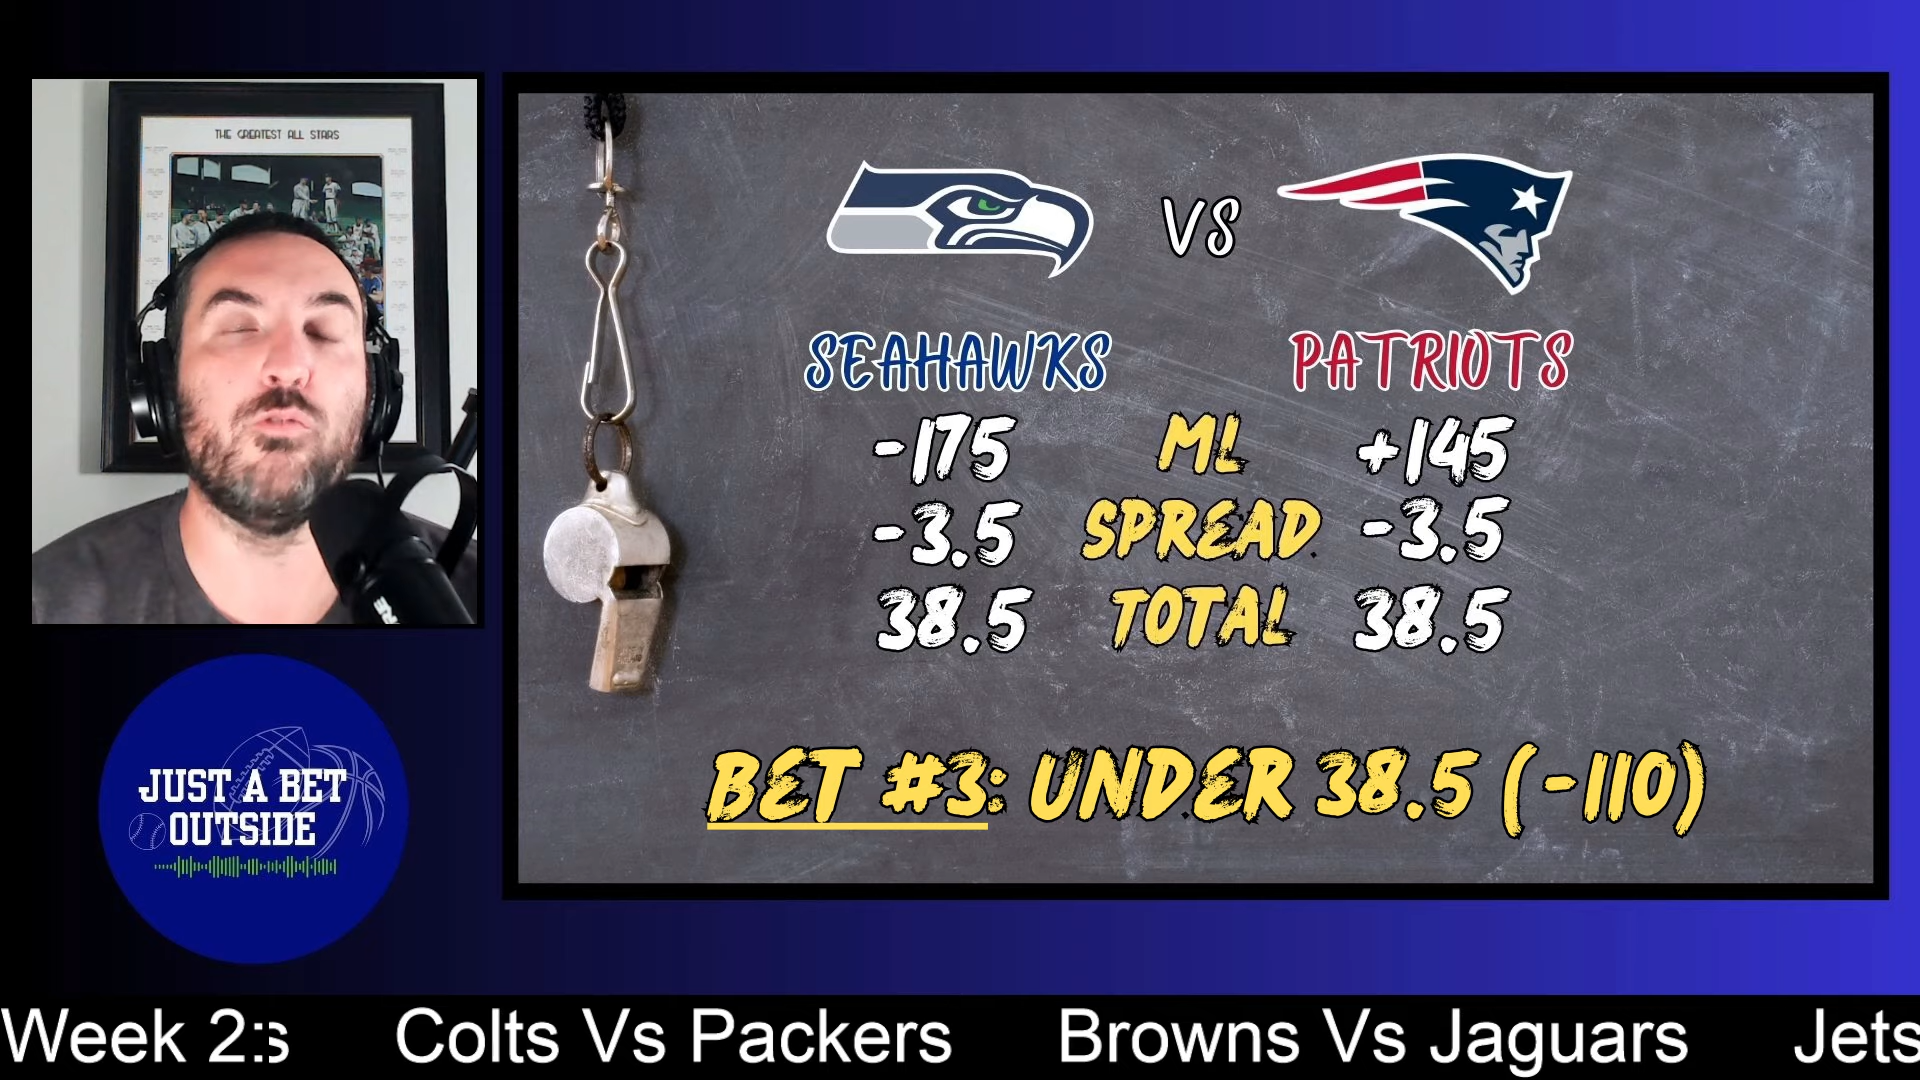 THE GREATEST ALL STARS
VS
SEAHAWKS PATRIOTS
-175 ML +145
-3.5 SPREAD -3.5
38.5 TOTAL 38.5
BET #3: UNDER 38.5 (-110)
JUST A BET
OUTSIDE
Week 2:s Colts Vs Packers Browns Vs Jaguars Jets